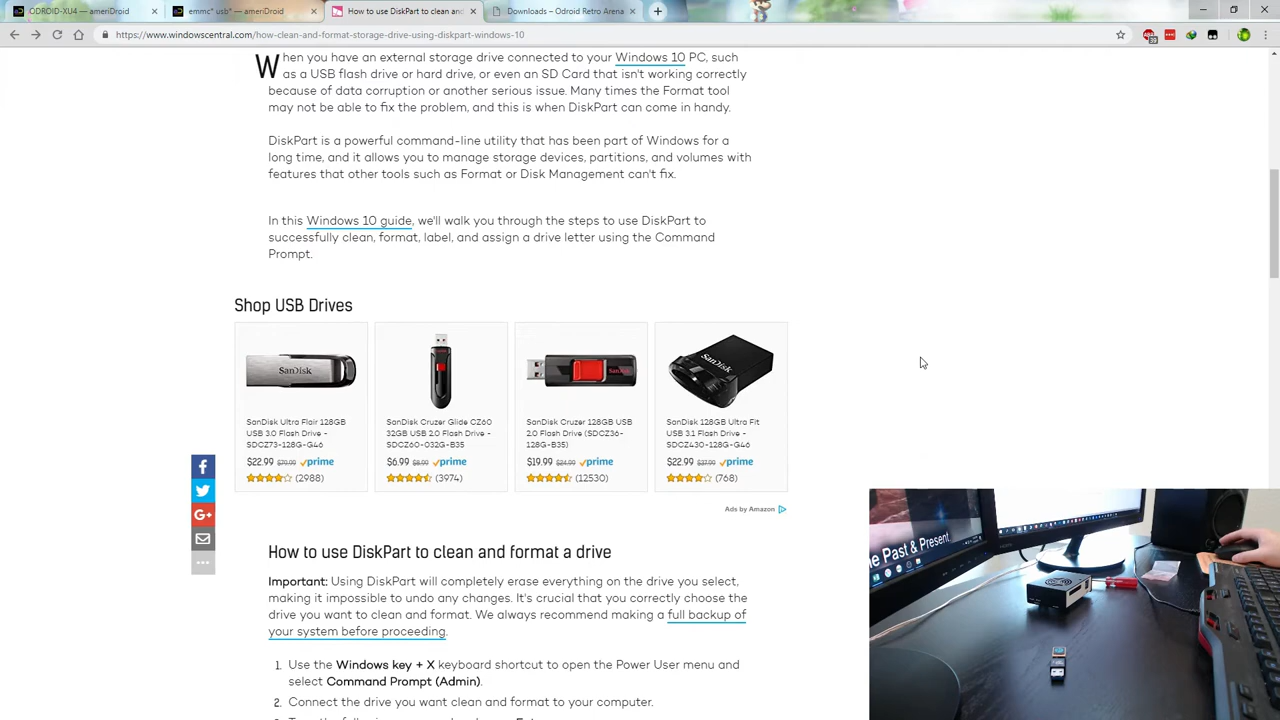 ODROID-XU4 — ameriDroid
emmc* usb* — ameriDroid
How to use DiskPart to clean and
Downloads – Odroid Retro Arena
https://www.windowscentral.com/how-clean-and-format-storage-drive-using-diskpart-windows-10
39
When you have an external storage drive connected to your Windows 10 PC, such
as a USB flash drive or hard drive, or even an SD Card that isn't working correctly
because of data corruption or another serious issue. Many times the Format tool
may not be able to fix the problem, and this is when DiskPart can come in handy.
DiskPart is a powerful command-line utility that has been part of Windows for a
long time, and it allows you to manage storage devices, partitions, and volumes with
features that other tools such as Format or Disk Management can't fix.
In this Windows 10 guide, we'll walk you through the steps to use DiskPart to
successfully clean, format, label, and assign a drive letter using the Command
Prompt.
Shop USB Drives
SanDisk
SanDisk
SanDisk Ultra Flair 128GB
USB 3.0 Flash Drive -
SDCZ73-128G-G46
$22.99 $79.99 prime
(2988)
SanDisk Cruzer Glide CZ60
32GB USB 2.0 Flash Drive -
SDCZ60-032G-B35
$6.99 $8.99 prime
(3974)
SanDisk Cruzer 128GB USB
2.0 Flash Drive (SDCZ36-
128G-B35)
$19.99 $24.99 prime
(12530)
SanDisk 128GB Ultra Fit
USB 3.1 Flash Drive -
SDCZ430-128G-G46
$22.99 $37.99 prime
(768)
Ads by Amazon
How to use DiskPart to clean and format a drive
Important: Using DiskPart will completely erase everything on the drive you select,
making it impossible to undo any changes. It's crucial that you correctly choose the
drive you want to clean and format. We always recommend making a full backup of
your system before proceeding.
1. Use the Windows key + X keyboard shortcut to open the Power User menu and
select Command Prompt (Admin).
2. Connect the drive you want clean and format to your computer.
he Past & Present.